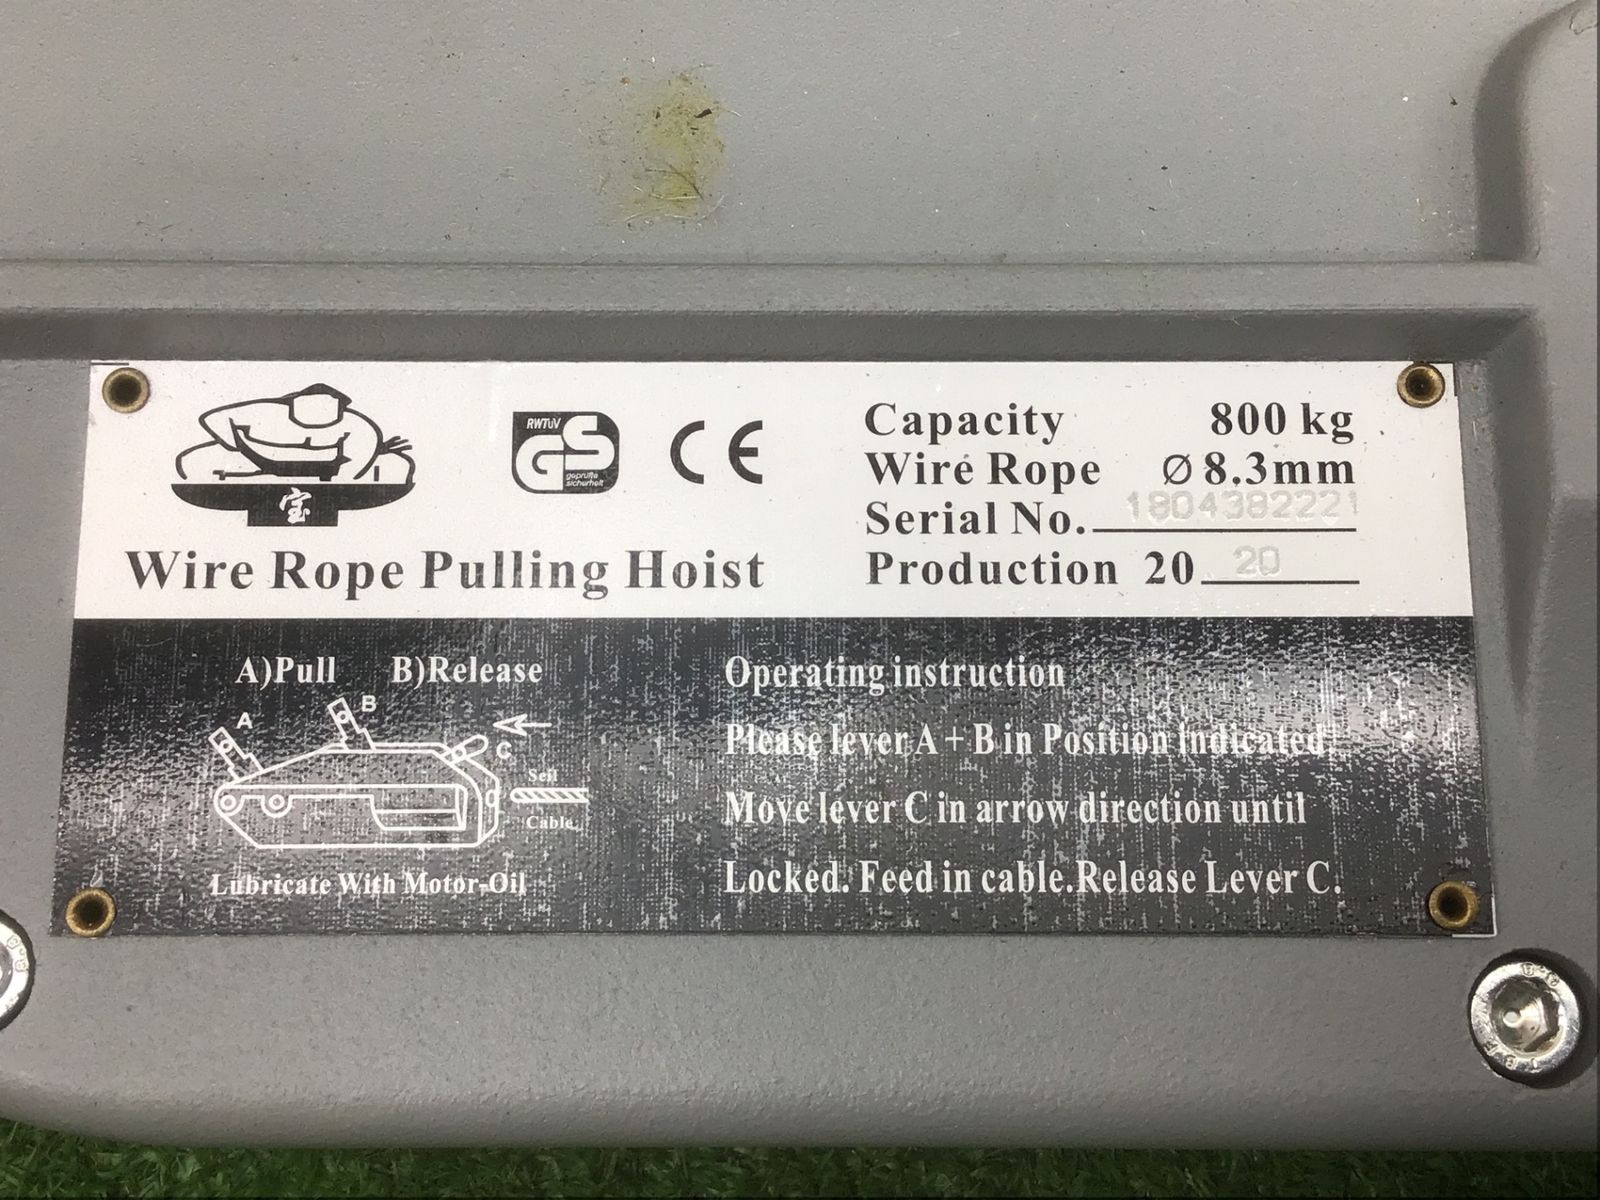 宝
RWTÜV
GS
geprüfte
sicherheit
CE
Wire Rope Pulling Hoist
Capacity 800 kg
Wire Rope Ø 8.3mm
Serial No. 1804382221
Production 20 20
A)Pull B)Release
A
B
C
Seil
Cable.
Lubricate With Motor-Oil
Operating instruction
Please lever A + B in Position Indicated.
Move lever C in arrow direction until
Locked. Feed in cable.Release Lever C.